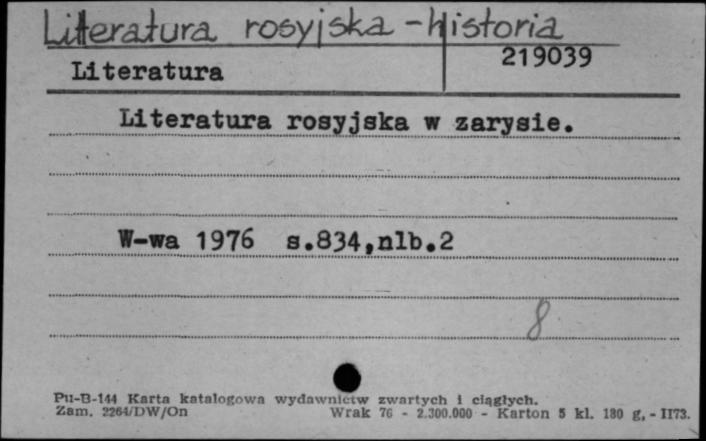 Literatura rosyjska - historia
219039
Literatura
Literatura rosyjska w zarysie.
W-wa 1976 s.834,nlb.2
8
Pu-B-144 Karta katalogowa wydawnictw zwartych i ciągłych.
Zam. 2264/DW/On Wrak 76 - 2.300.000 - Karton 5 kl. 180 g, - II73.